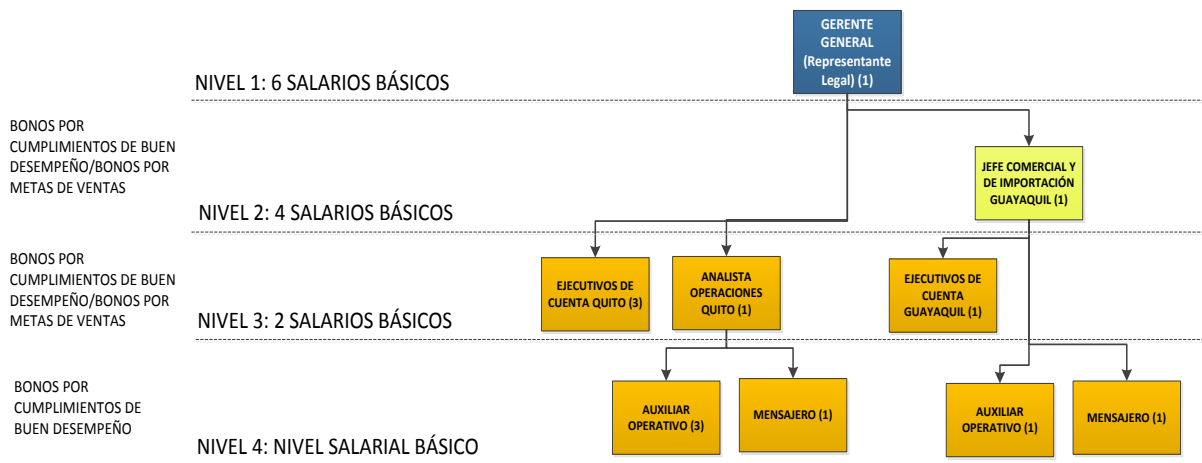 GERENTE
GENERAL
(Representante
Legal) (1)
NIVEL 1: 6 SALARIOS BÁSICOS
BONOS POR
CUMPLIMIENTOS DE BUEN
DESEMPEÑO/BONOS POR
METAS DE VENTAS
JEFE COMERCIAL Y
DE IMPORTACIÓN
GUAYAQUIL (1)
NIVEL 2: 4 SALARIOS BÁSICOS
BONOS POR
CUMPLIMIENTOS DE BUEN
DESEMPEÑO/BONOS POR
METAS DE VENTAS
EJECUTIVOS DE
CUENTA QUITO (3)
ANALISTA
OPERACIONES
QUITO (1)
EJECUTIVOS DE
CUENTA
GUAYAQUIL (1)
NIVEL 3: 2 SALARIOS BÁSICOS
BONOS POR
CUMPLIMIENTOS DE
BUEN DESEMPEÑO
AUXILIAR
OPERATIVO (3)
MENSAJERO (1)
AUXILIAR
OPERATIVO (1)
MENSAJERO (1)
NIVEL 4: NIVEL SALARIAL BÁSICO